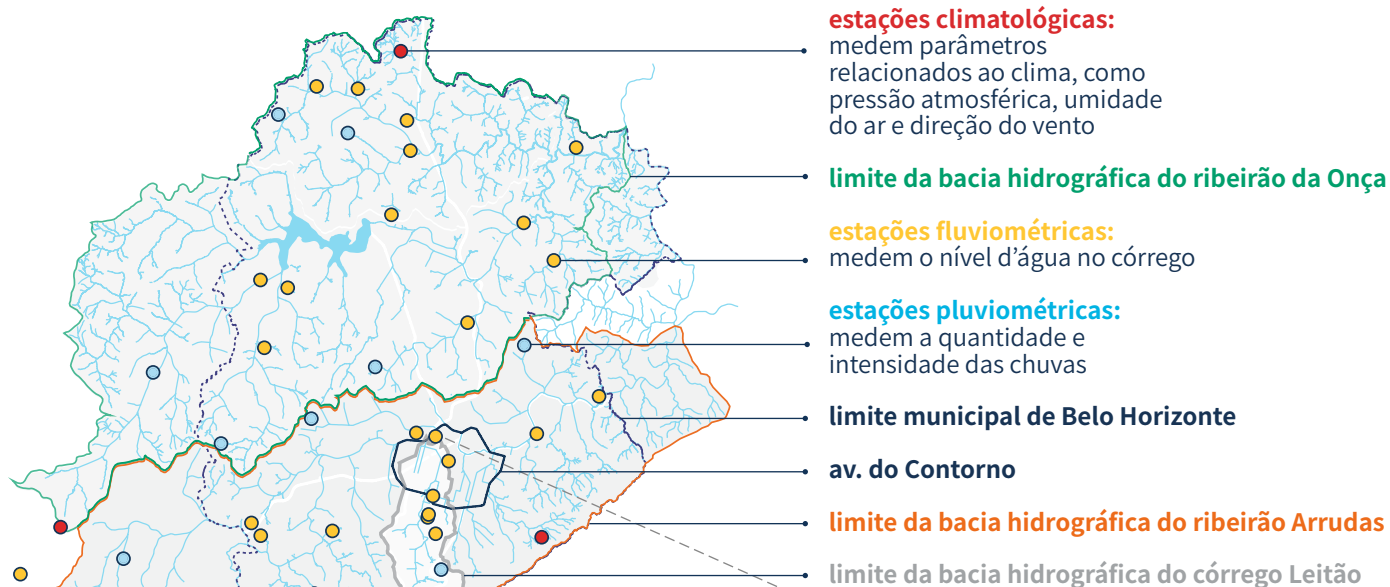 estações climatológicas:
medem parâmetros
relacionados ao clima, como
pressão atmosférica, umidade
do ar e direção do vento
limite da bacia hidrográfica do ribeirão da Onça
estações fluviométricas:
medem o nível d’água no córrego
estações pluviométricas:
medem a quantidade e
intensidade das chuvas
limite municipal de Belo Horizonte
av. do Contorno
limite da bacia hidrográfica do ribeirão Arrudas
limite da bacia hidrográfica do córrego Leitão